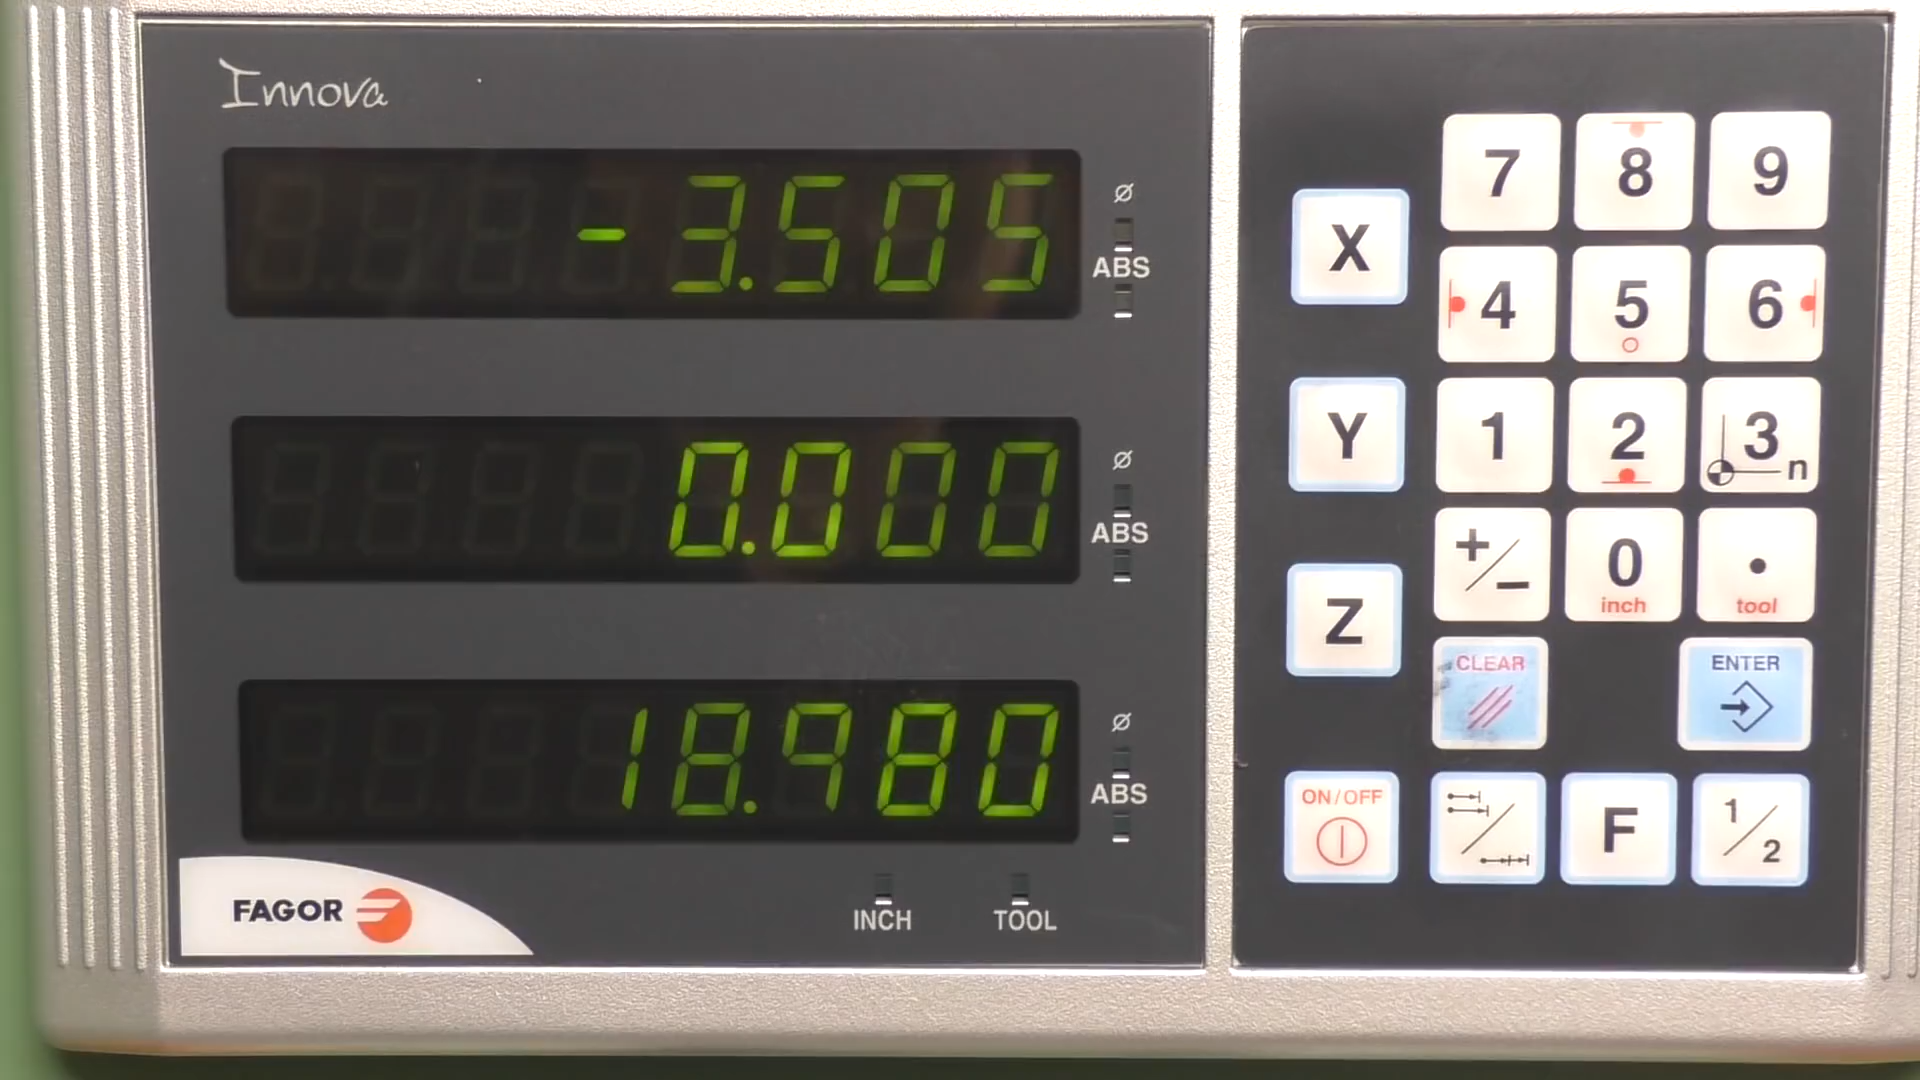 Innova
-3.505
Ø
ABS
0.000
Ø
ABS
18.980
Ø
ABS
FAGOR
INCH
TOOL
7
8
9
X
4
5
6
Y
1
2
3
n
Z
+/-
0
inch
.
tool
CLEAR
ENTER
ON/OFF
F
1/2